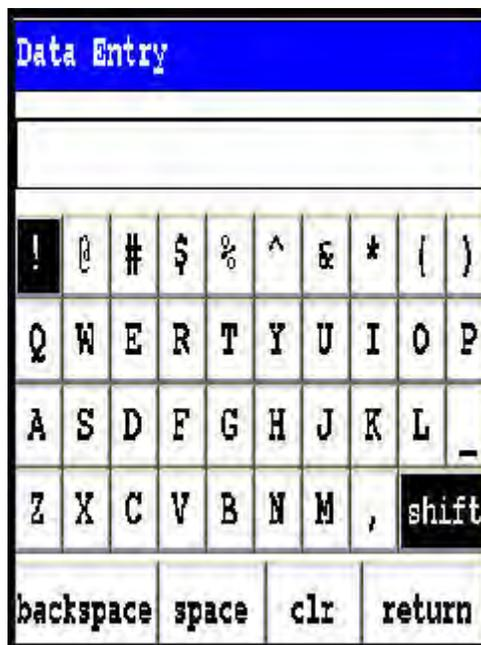 Data Entry
! @ # $ % ^ & * ( )
Q W E R T Y U I O P
A S D F G H J K L _
Z X C V B N M , shift
backspace space clr return